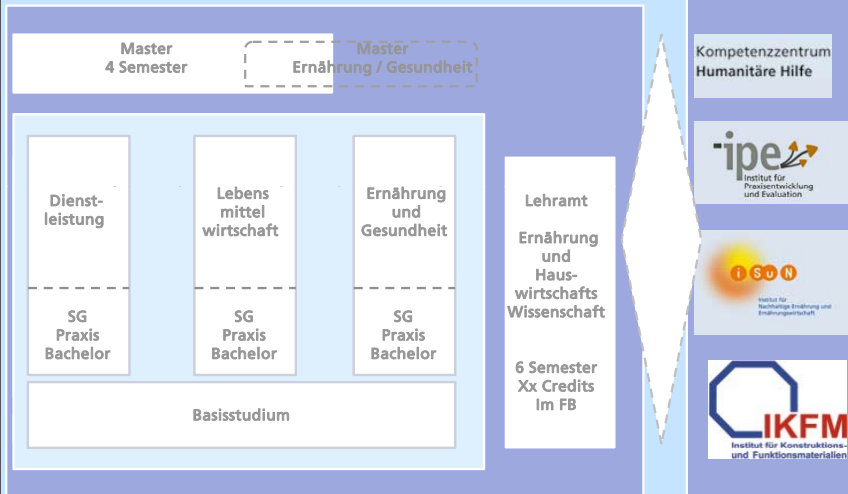 Master
4 Semester
Master
Ernährung / Gesundheit
Dienst-
leistung
Lebens
mittel
wirtschaft
Ernährung
und
Gesundheit
SG
Praxis
Bachelor
SG
Praxis
Bachelor
SG
Praxis
Bachelor
Basisstudium
Lehramt
Ernährung
und
Haus-
wirtschafts
Wissenschaft
6 Semester
Xx Credits
Im FB
Kompetenzzentrum
Humanitäre Hilfe
ipe
Institut für
Praxisentwicklung
und Evaluation
iSuN
Institut für
Nachhaltige Ernährung und
Ernährungswirtschaft
IKFM
Institut für Konstruktions-
und Funktionsmaterialien